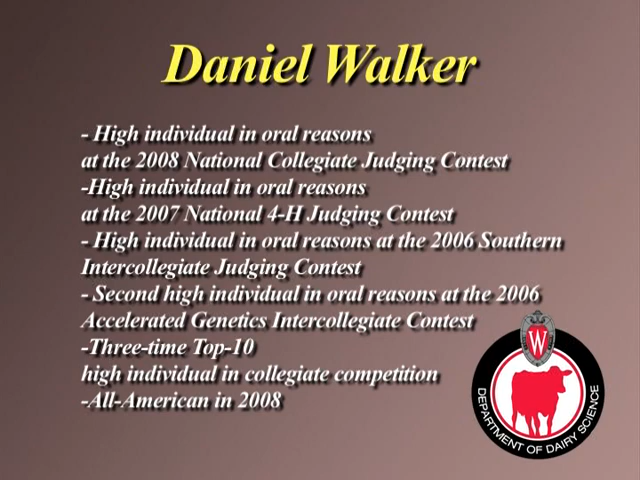 Daniel Walker
- High individual in oral reasons
at the 2008 National Collegiate Judging Contest
-High individual in oral reasons
at the 2007 National 4-H Judging Contest
- High individual in oral reasons at the 2006 Southern
Intercollegiate Judging Contest
- Second high individual in oral reasons at the 2006
Accelerated Genetics Intercollegiate Contest
-Three-time Top-10
high individual in collegiate competition
-All-American in 2008
W
DEPARTMENT OF DAIRY SCIENCE